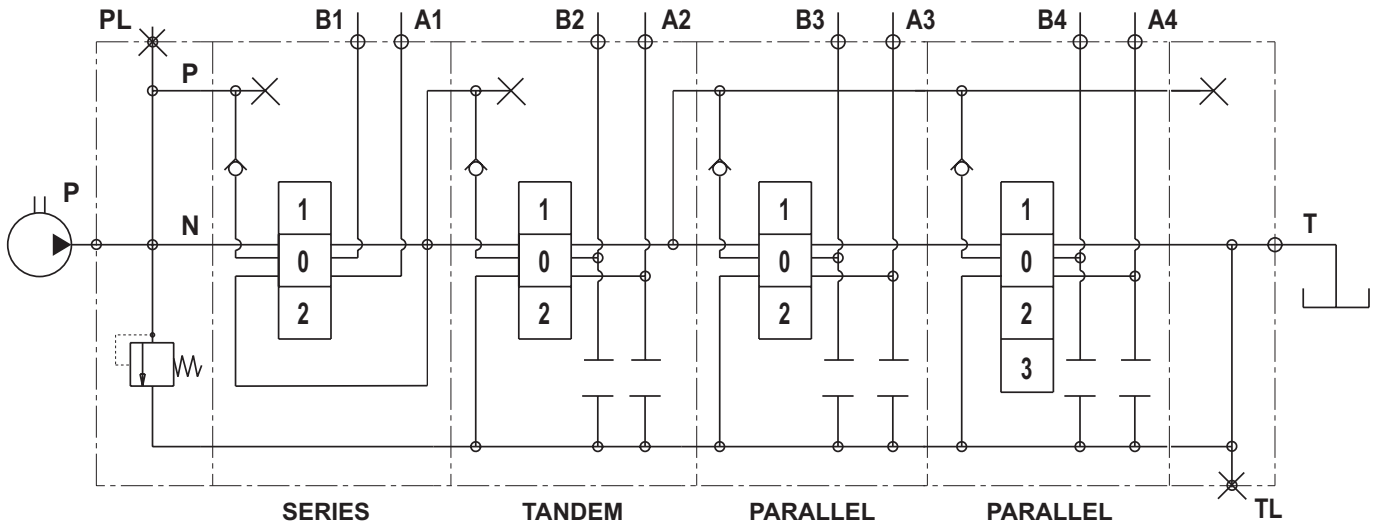 PL B1 A1 B2 A2 B3 A3 B4 A4
P
P
N
T
1 1 1 1
0 0 0 0
2 2 2 2
3
SERIES TANDEM PARALLEL PARALLEL TL